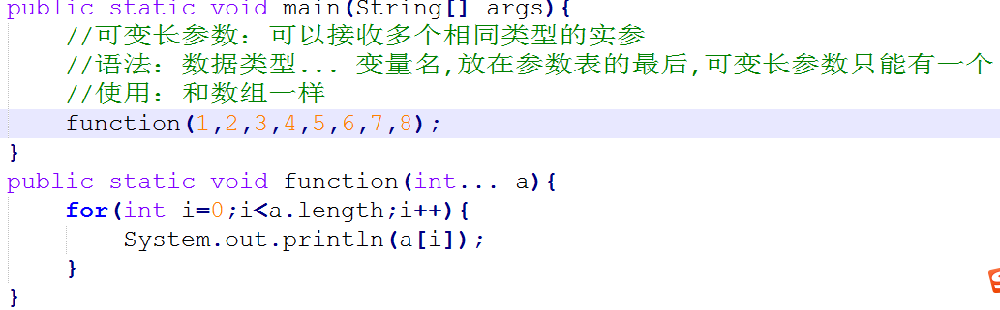 public static void main(String[] args){
//可变长参数：可以接收多个相同类型的实参
//语法：数据类型... 变量名,放在参数表的最后,可变长参数只能有一个
//使用：和数组一样
function(1,2,3,4,5,6,7,8);
}
public static void function(int... a){
for(int i=0;i<a.length;i++){
System.out.println(a[i]);
}
}